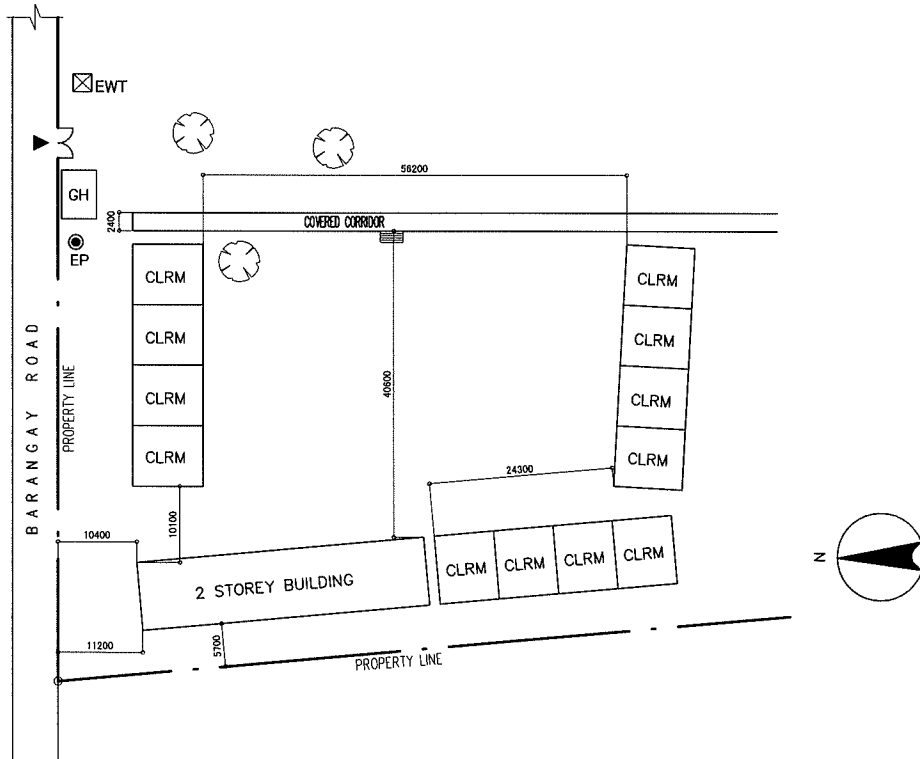 EWT
GH
EP
56200
2400
COVERED CORRIDOR
CLRM
CLRM
CLRM
CLRM
CLRM
CLRM
CLRM
CLRM
BARANGAY ROAD
PROPERTY LINE
40600
24300
10100
10400
2 STOREY BUILDING
CLRM
CLRM
CLRM
CLRM
N
11200
5700
PROPERTY LINE